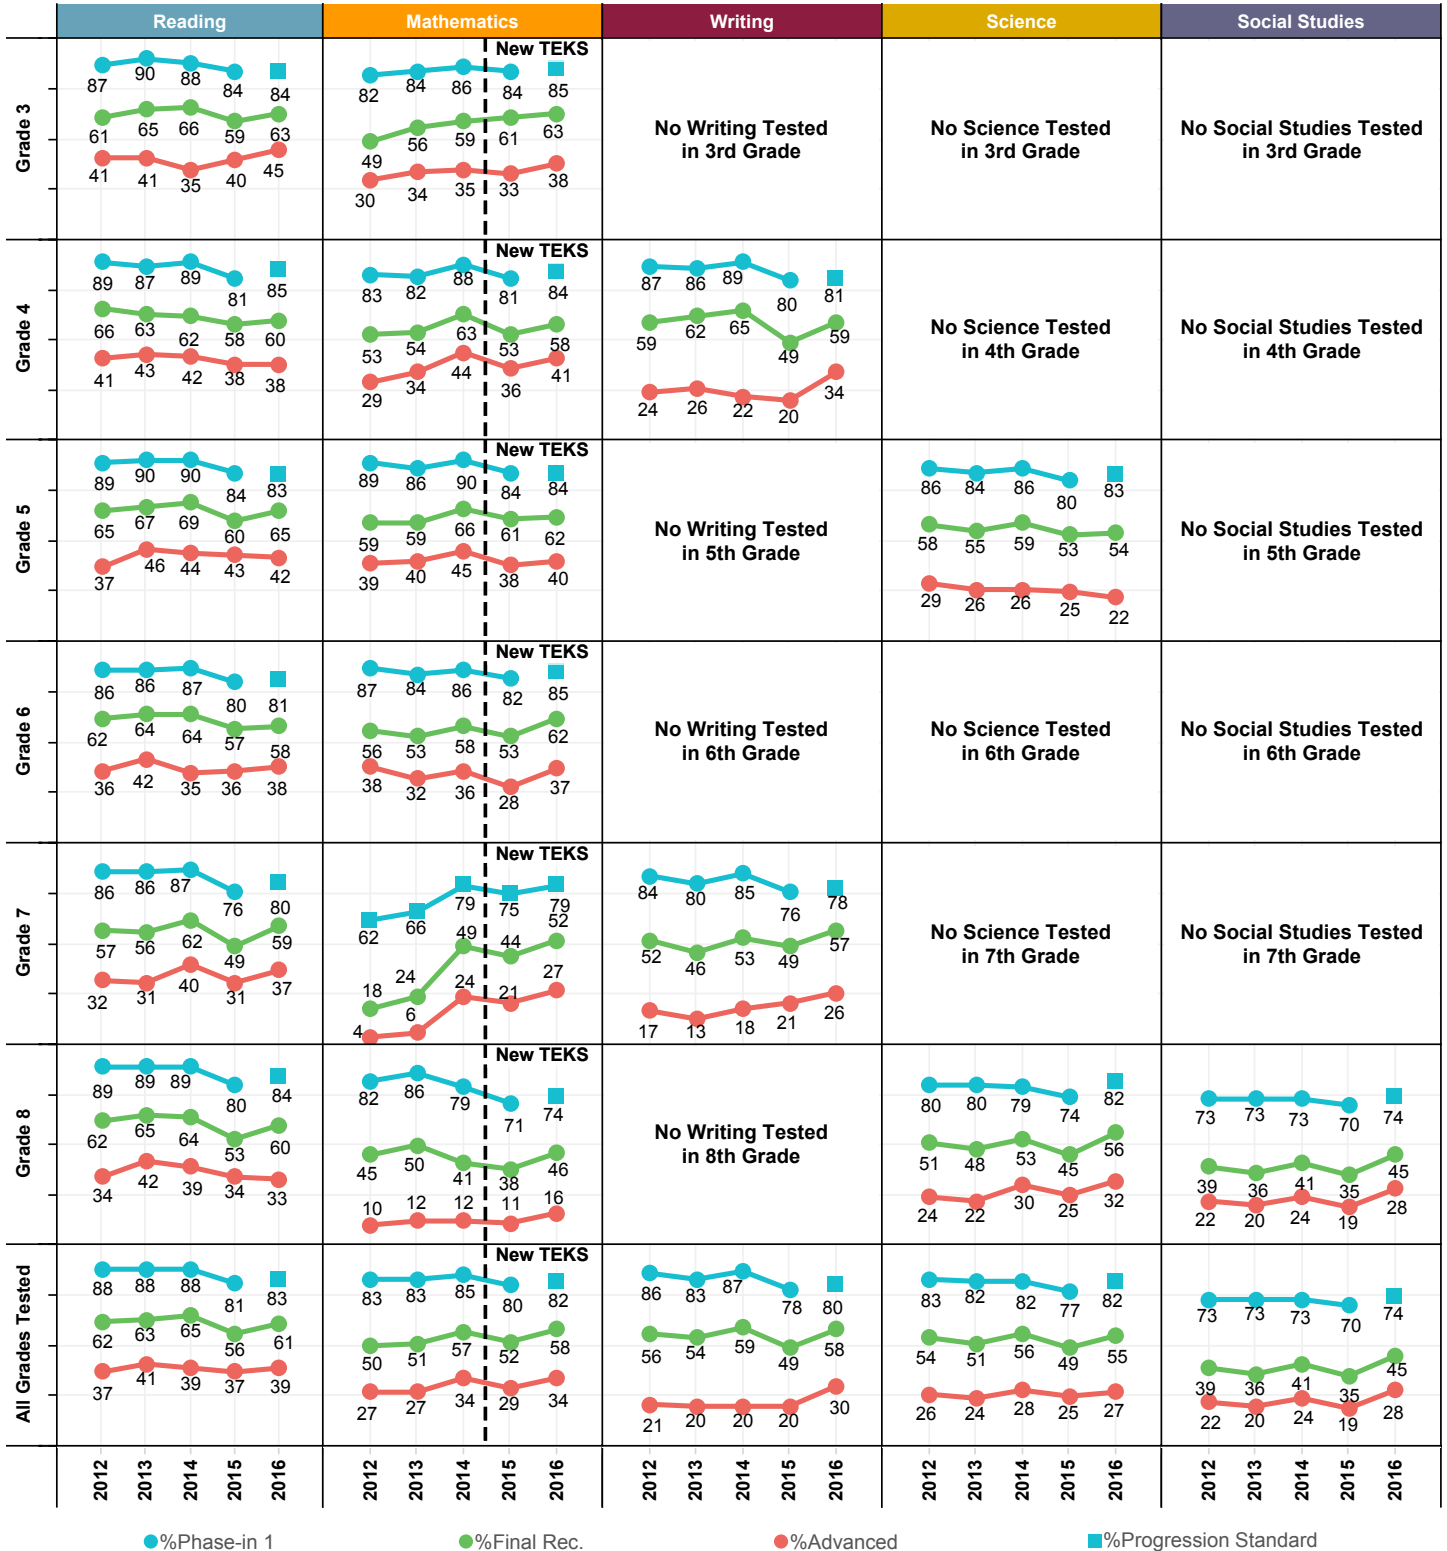 Reading Mathematics Writing Science Social Studies
Grade 3
87 90 88 84 84
61 65 66 59 63
41 41 35 40 45
New TEKS
82 84 86 84 85
49 56 59 61 63
30 34 35 33 38
No Writing Tested
in 3rd Grade
No Science Tested
in 3rd Grade
No Social Studies Tested
in 3rd Grade
Grade 4
89 87 89 81 85
66 63 62 58 60
41 43 42 38 38
New TEKS
83 82 88 81 84
53 54 63 53 58
29 34 44 36 41
87 86 89 80 81
59 62 65 49 59
24 26 22 20 34
No Science Tested
in 4th Grade
No Social Studies Tested
in 4th Grade
Grade 5
89 90 90 84 83
65 67 69 60 65
37 46 44 43 42
New TEKS
89 86 90 84 84
59 59 66 61 62
39 40 45 38 40
No Writing Tested
in 5th Grade
86 84 86 80 83
58 55 59 53 54
29 26 26 25 22
No Social Studies Tested
in 5th Grade
Grade 6
86 86 87 80 81
62 64 64 57 58
36 42 35 36 38
New TEKS
87 84 86 82 85
56 53 58 53 62
38 32 36 28 37
No Writing Tested
in 6th Grade
No Science Tested
in 6th Grade
No Social Studies Tested
in 6th Grade
Grade 7
86 86 87 76 80
57 56 62 49 59
32 31 40 31 37
New TEKS
62 66 79 75 79
18 24 49 44 52
4 6 24 21 27
84 80 85 76 78
52 46 53 49 57
17 13 18 21 26
No Science Tested
in 7th Grade
No Social Studies Tested
in 7th Grade
Grade 8
89 89 89 80 84
62 65 64 53 60
34 42 39 34 33
New TEKS
82 86 79 71 74
45 50 41 38 46
10 12 12 11 16
No Writing Tested
in 8th Grade
80 80 79 74 82
51 48 53 45 56
24 22 30 25 32
73 73 73 70 74
39 36 41 35 45
22 20 24 19 28
All Grades Tested
88 88 88 81 83
62 63 65 56 61
37 41 39 37 39
New TEKS
83 83 85 80 82
50 51 57 52 58
27 27 34 29 34
86 83 87 78 80
56 54 59 49 58
21 20 20 20 30
83 82 82 77 82
54 51 56 49 55
26 24 28 25 27
73 73 73 70 74
39 36 41 35 45
22 20 24 19 28
2012 2013 2014 2015 2016 2012 2013 2014 2015 2016 2012 2013 2014 2015 2016 2012 2013 2014 2015 2016 2012 2013 2014 2015 2016
%Phase-in 1 %Final Rec. %Advanced %Progression Standard